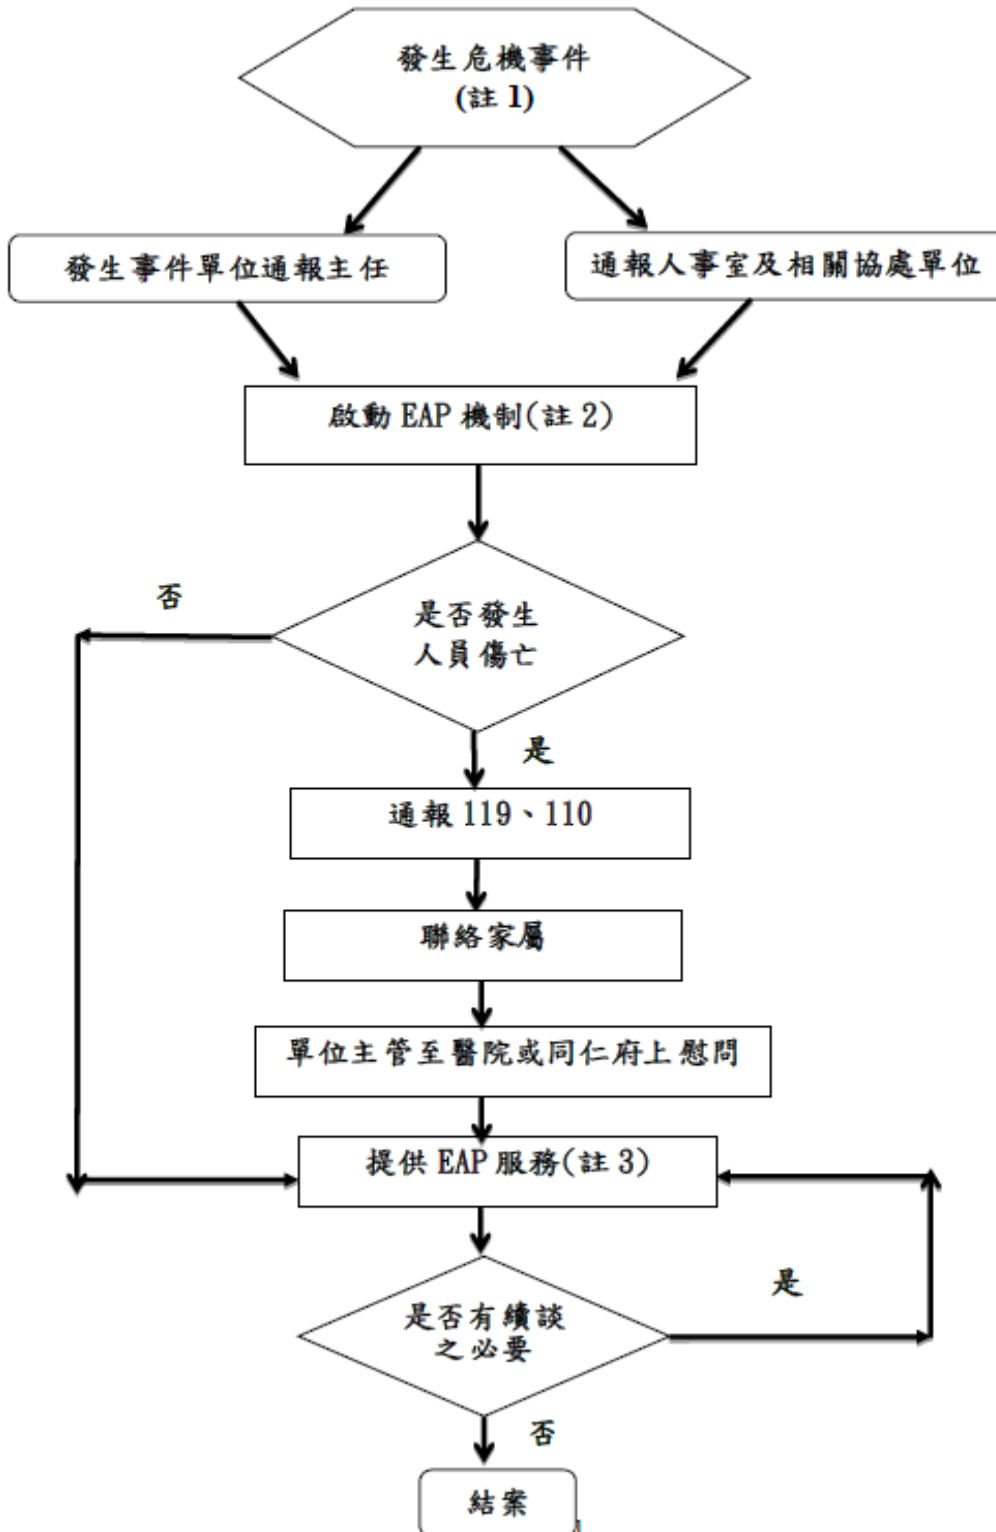 發生危機事件
(註 1)
發生事件單位通報主任
通報人事室及相關協處單位
啟動 EAP 機制(註 2)
是否發生
人員傷亡
否
是
通報 119、110
聯絡家屬
單位主管至醫院或同仁府上慰問
提供 EAP 服務(註 3)
是否有續談
之必要
是
否
結案